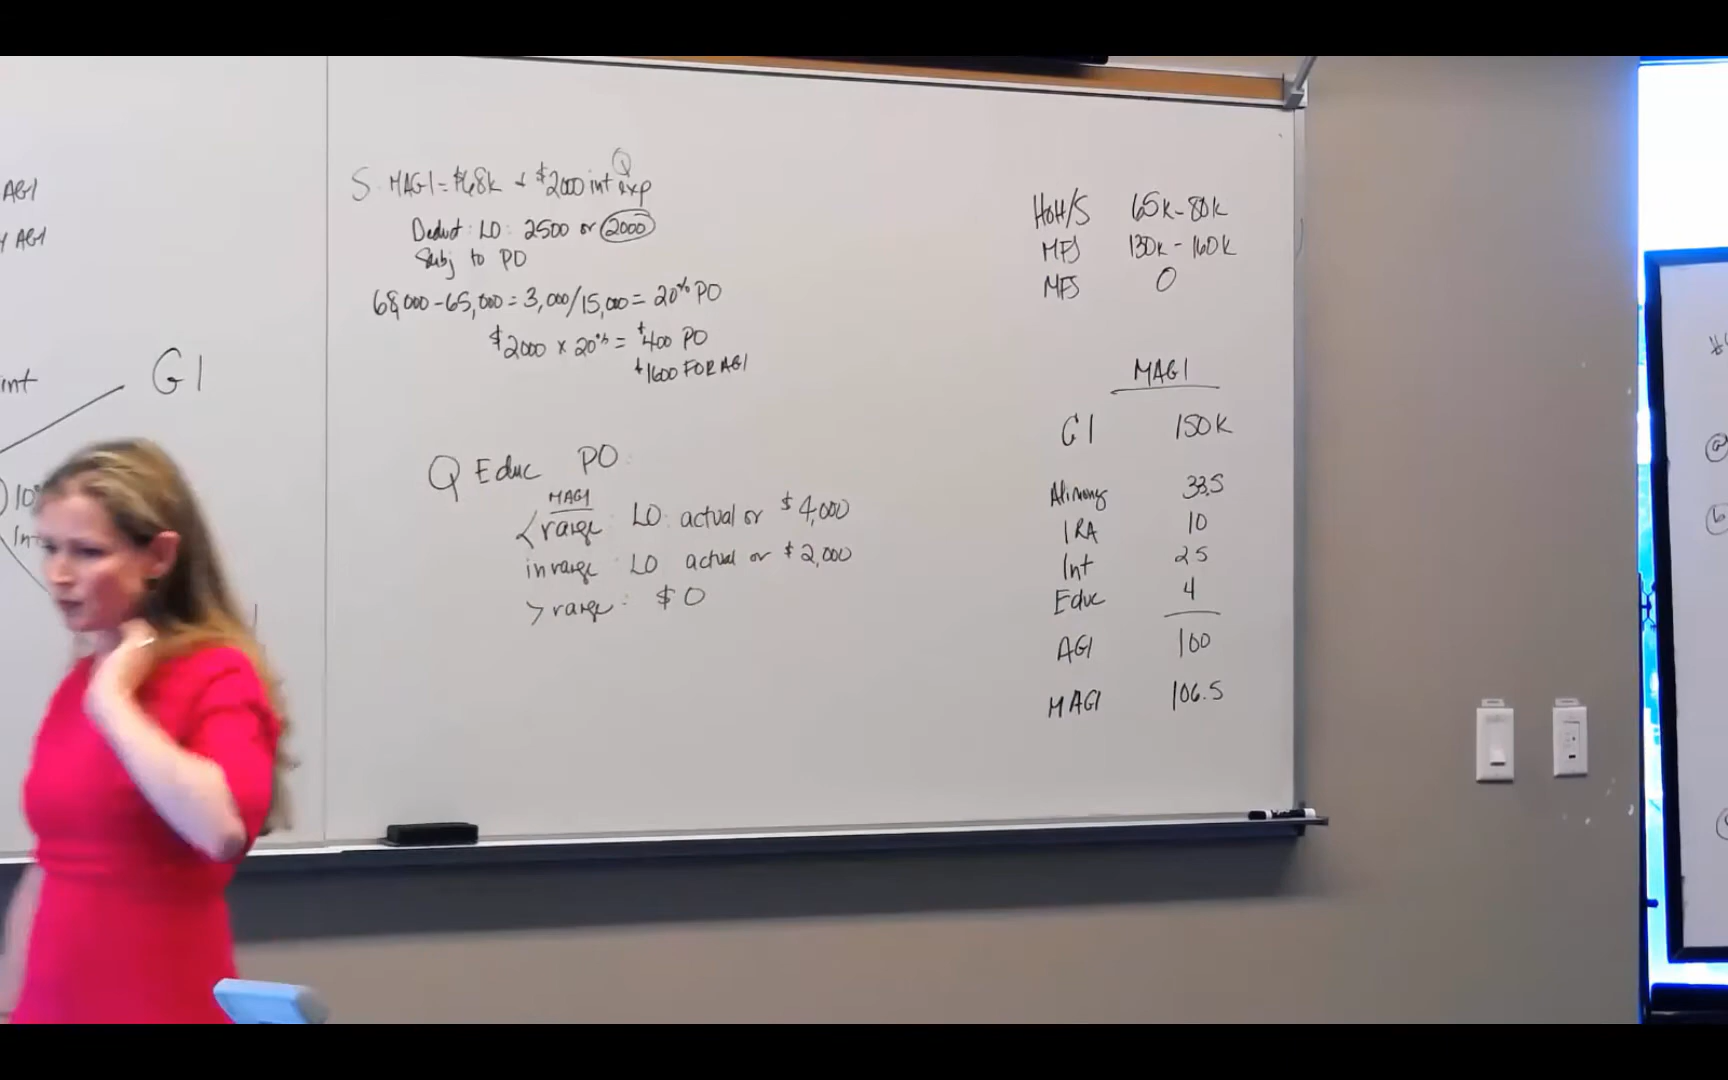 AGI
AGI
int
GI
10
Int
S. MAGI = $68k + $2000 int Q exp
Deduct: LO: 2500 or 2000
Subj to PO
68,000 - 65,000 = 3,000/15,000 = 20% PO
$2000 x 20% = $400 PO
$1600 FOR AGI
Q Educ PO:
MAGI
< range: LO: actual or $4,000
in range: LO actual or $2,000
> range: $0
HoH/S 65k-80k
MFJ 130k - 160k
MFS 0
MAGI
GI 150k
Alimony 33.5
IRA 10
Int 2.5
Educ 4
AGI 100
MAGI 106.5